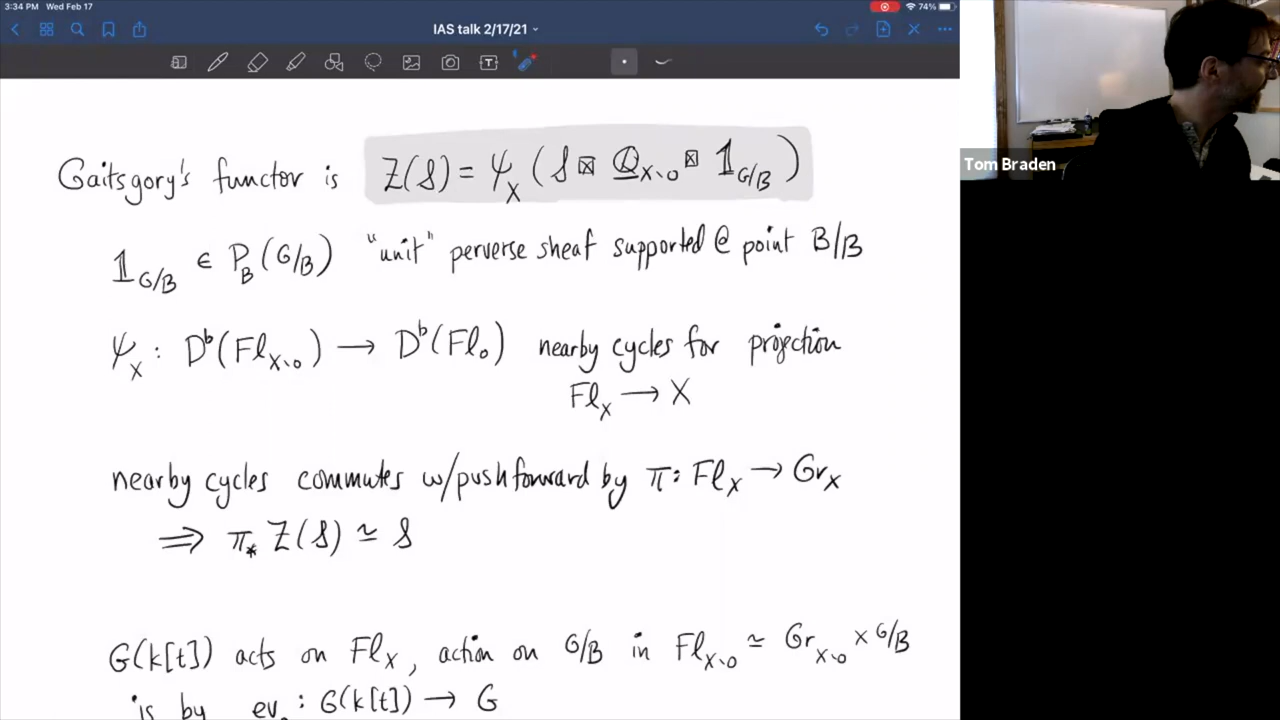 3:34 PM Wed Feb 17
74%
IAS talk 2/17/21
Tom Braden
Gaitsgory's functor is Z(S) = Ψ_X (S ⊠ Q_{X∖0} ⊠ 𝟙_{G/B})
𝟙_{G/B} ∈ P_B(G/B) "unit" perverse sheaf supported @ point B/B
Ψ_X : D^b(Fl_{X∖0}) → D^b(Fl_0) nearby cycles for projection
Fl_X → X
nearby cycles commutes w/pushforward by π: Fl_X → Gr_X
⇒ π_* Z(S) ≃ S
G(k[t]) acts on Fl_X, action on G/B in Fl_{X∖0} ≃ Gr_{X∖0} × G/B
is by ev_0 : G(k[t]) → G